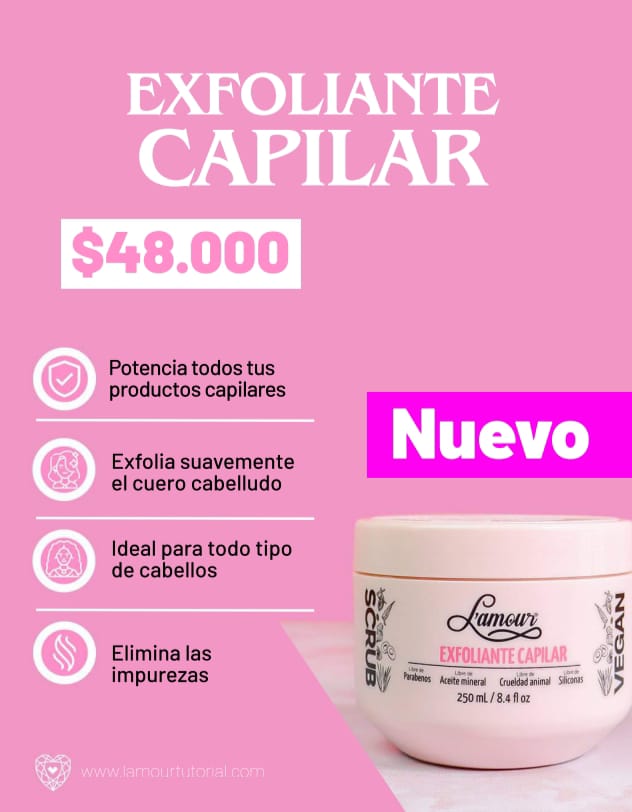 EXFOLIANTE
CAPILAR
$48.000
Potencia todos tus
productos capilares
Exfolia suavemente
el cuero cabelludo
Ideal para todo tipo
de cabellos
Elimina las
impurezas
Nuevo
SCRUB
L'amour®
EXFOLIANTE CAPILAR
Libre de Parabenos
Libre de Aceite mineral
Libre de Crueldad animal
Libre de Siliconas
250 mL / 8.4 fl oz
VEGAN
www.lamourtutorial.com